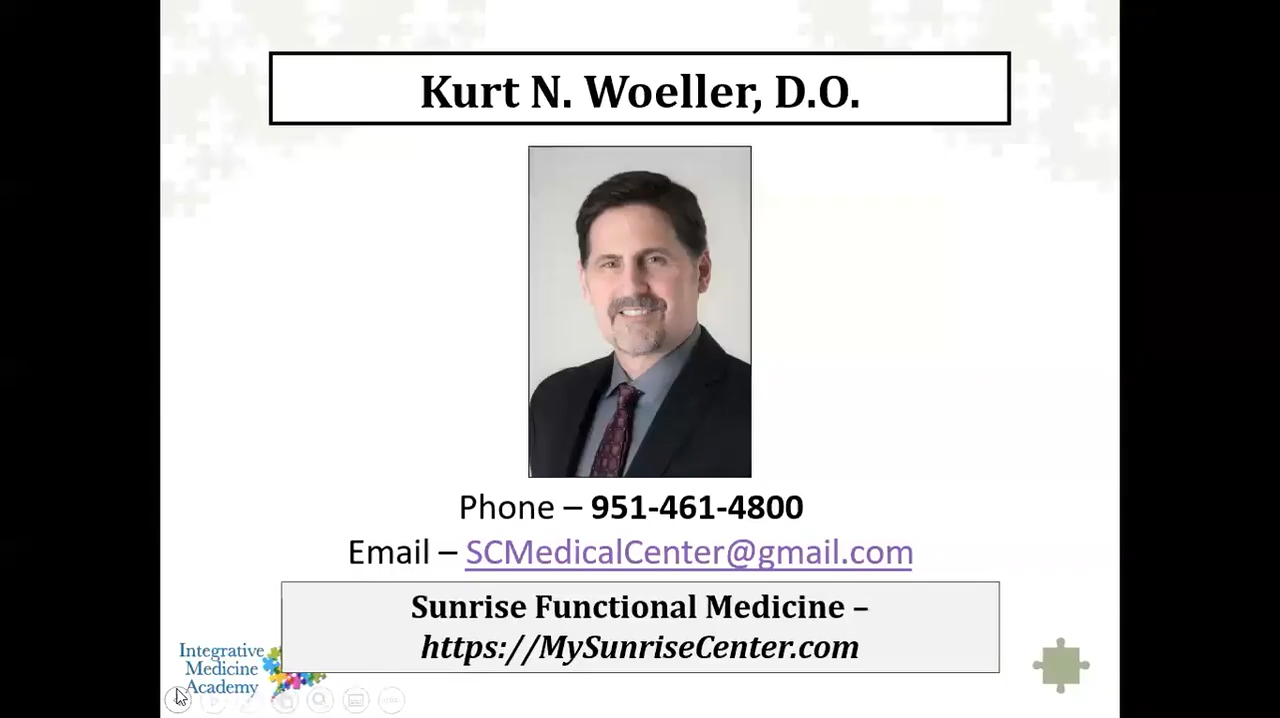 Kurt N. Woeller, D.O.
Phone – 951-461-4800
Email – SCMedicalCenter@gmail.com
Sunrise Functional Medicine –
https://MySunriseCenter.com
Integrative
Medicine
Academy